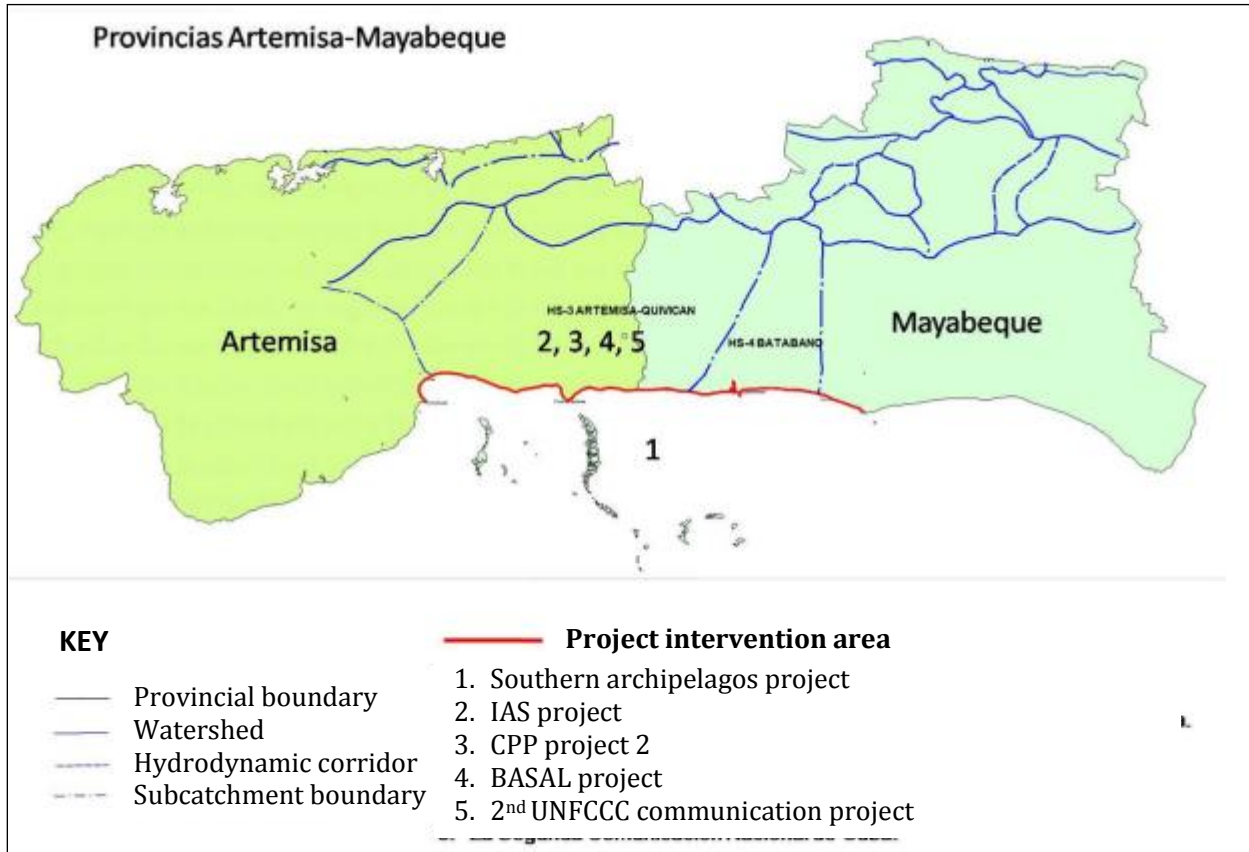 Provincias Artemisa-Mayabeque
HS-3 ARTEMISA-QUIVICAN
Artemisa
2, 3, 4, 5
HS-4 BATABANO
Mayabeque
1
KEY
Provincial boundary
Watershed
Hydrodynamic corridor
Subcatchment boundary
Project intervention area
1. Southern archipelagos project
2. IAS project
3. CPP project 2
4. BASAL project
5. 2nd UNFCCC communication project